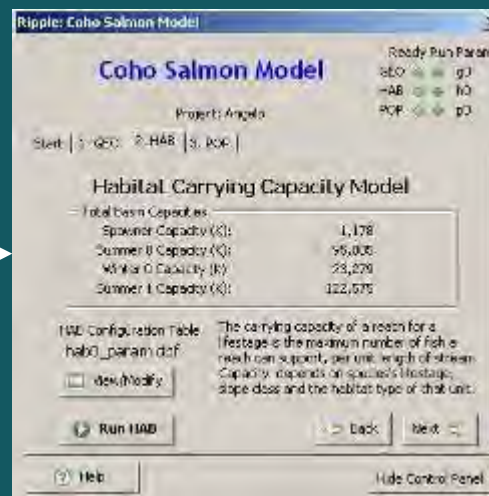 Ripple: Coho Salmon Model
Coho Salmon Model
Ready Run Param
GEO g0
HAB h0
POP p0
Project: Angelo
Start 1. GEO 2. HAB 3. POP
Habitat Carrying Capacity Model
Total Basin Capacities
Spawner Capacity (K): 1,178
Summer 0 Capacity (K):
Winter 0 Capacity (K): 23,279
Summer 1 Capacity (K): 122,575
HAB Configuration Table
hab0_param.dbf
View/Modify
The carrying capacity of a reach for a
lifestage is the maximum number of fish a
reach can support, per unit length of stream.
Capacity depends on species's lifestage,
slope class and the habitat type of that unit.
Run HAB
Back
Next
Help
Hide Control Panel